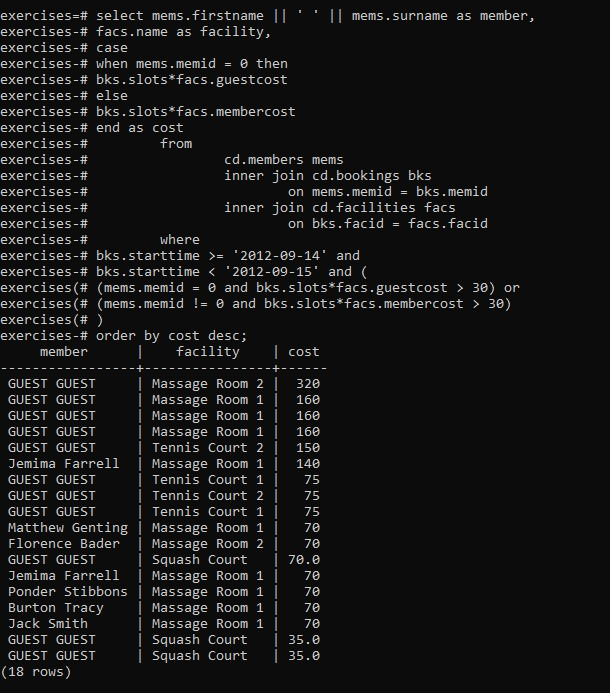 exercises=# select mems.firstname || ' ' || mems.surname as member,
exercises-# facs.name as facility,
exercises-# case
exercises-# when mems.memid = 0 then
exercises-# bks.slots*facs.guestcost
exercises-# else
exercises-# bks.slots*facs.membercost
exercises-# end as cost
exercises-#         from
exercises-#                 cd.members mems
exercises-#                 inner join cd.bookings bks
exercises-#                         on mems.memid = bks.memid
exercises-#                 inner join cd.facilities facs
exercises-#                         on bks.facid = facs.facid
exercises-#         where
exercises-# bks.starttime >= '2012-09-14' and
exercises-# bks.starttime < '2012-09-15' and (
exercises(# (mems.memid = 0 and bks.slots*facs.guestcost > 30) or
exercises(# (mems.memid != 0 and bks.slots*facs.membercost > 30)
exercises(# )
exercises-# order by cost desc;
     member      |    facility    | cost
-----------------+----------------+------
 GUEST GUEST     | Massage Room 2 |  320
 GUEST GUEST     | Massage Room 1 |  160
 GUEST GUEST     | Massage Room 1 |  160
 GUEST GUEST     | Massage Room 1 |  160
 GUEST GUEST     | Tennis Court 2 |  150
 Jemima Farrell  | Massage Room 1 |  140
 GUEST GUEST     | Tennis Court 1 |   75
 GUEST GUEST     | Tennis Court 2 |   75
 GUEST GUEST     | Tennis Court 1 |   75
 Matthew Genting | Massage Room 1 |   70
 Florence Bader  | Massage Room 2 |   70
 GUEST GUEST     | Squash Court   | 70.0
 Jemima Farrell  | Massage Room 1 |   70
 Ponder Stibbons | Massage Room 1 |   70
 Burton Tracy    | Massage Room 1 |   70
 Jack Smith      | Massage Room 1 |   70
 GUEST GUEST     | Squash Court   | 35.0
 GUEST GUEST     | Squash Court   | 35.0
(18 rows)